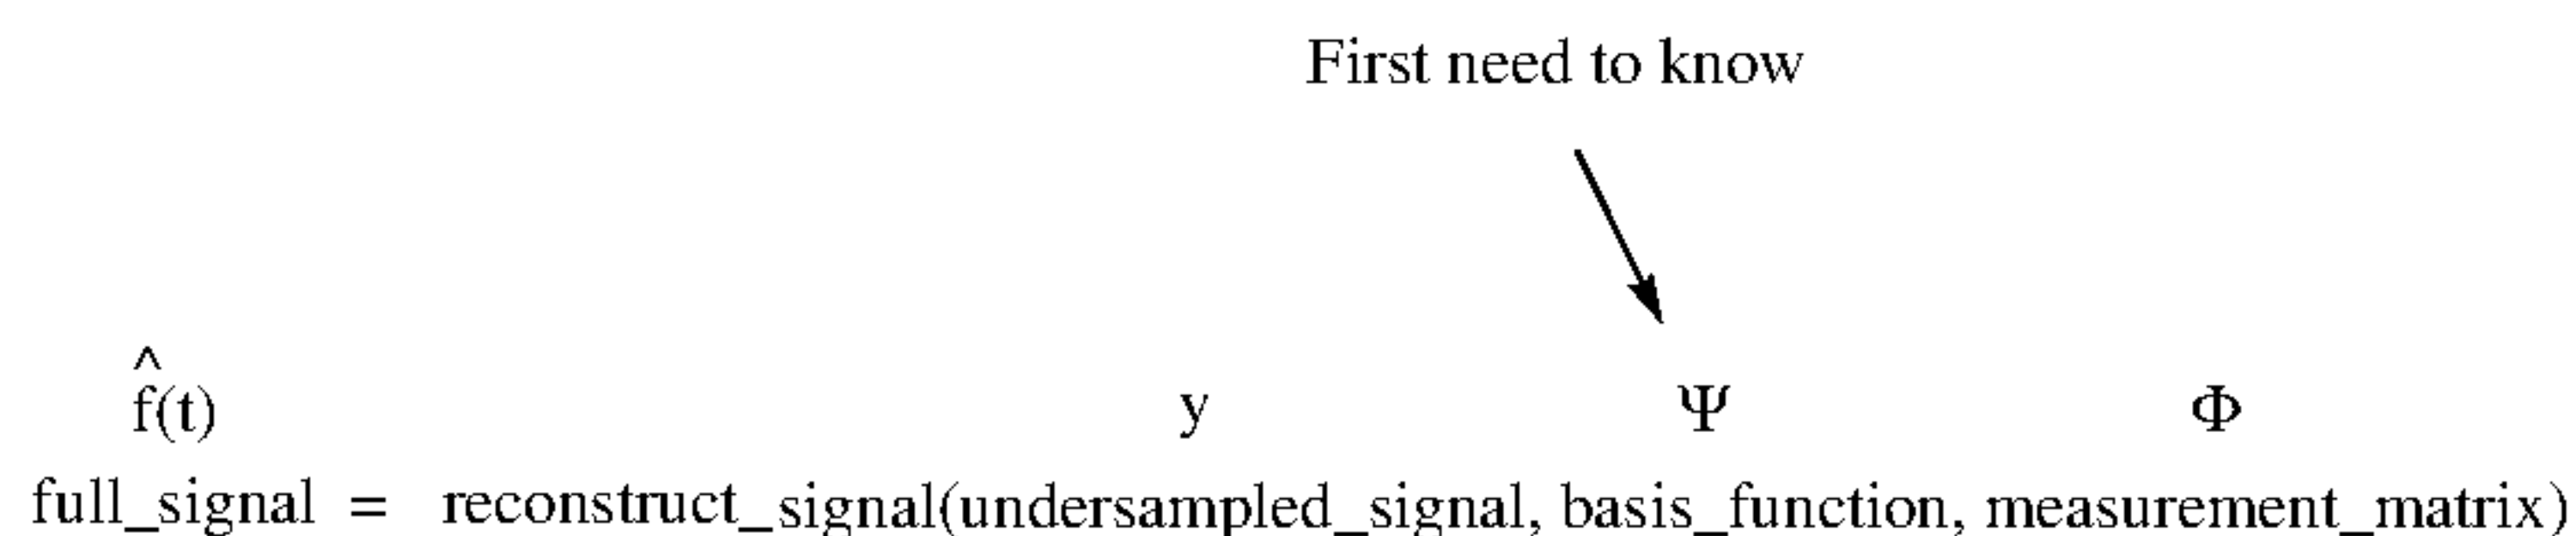 First need to know
^
f(t) y Ψ Φ
full_signal = reconstruct_signal(undersampled_signal, basis_function, measurement_matrix)